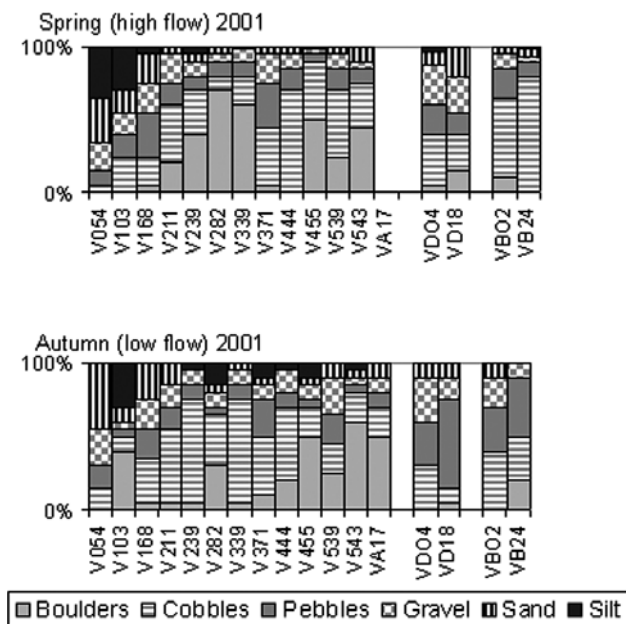 Spring (high flow) 2001
100%
0%
V054
V103
V168
V211
V239
V282
V339
V371
V444
V455
V539
V543
VA17
VDO4
VD18
VBO2
VB24
Autumn (low flow) 2001
100%
0%
V054
V103
V168
V211
V239
V282
V339
V371
V444
V455
V539
V543
VA17
VDO4
VD18
VBO2
VB24
Boulders Cobbles Pebbles Gravel Sand Silt